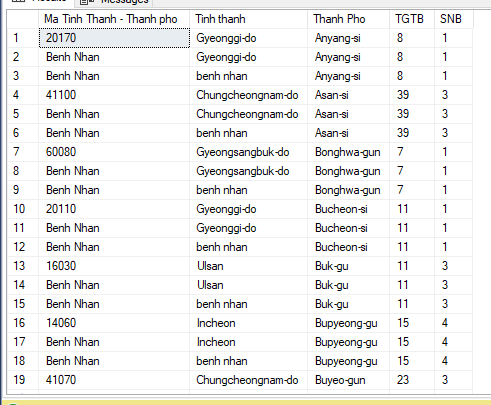 Messages
Ma Tinh Thanh - Thanh pho Tinh thanh Thanh Pho TGTB SNB
1 20170 Gyeonggi-do Anyang-si 8 1
2 Benh Nhan Gyeonggi-do Anyang-si 8 1
3 Benh Nhan benh nhan Anyang-si 8 1
4 41100 Chungcheongnam-do Asan-si 39 3
5 Benh Nhan Chungcheongnam-do Asan-si 39 3
6 Benh Nhan benh nhan Asan-si 39 3
7 60080 Gyeongsangbuk-do Bonghwa-gun 7 1
8 Benh Nhan Gyeongsangbuk-do Bonghwa-gun 7 1
9 Benh Nhan benh nhan Bonghwa-gun 7 1
10 20110 Gyeonggi-do Bucheon-si 11 1
11 Benh Nhan Gyeonggi-do Bucheon-si 11 1
12 Benh Nhan benh nhan Bucheon-si 11 1
13 16030 Ulsan Buk-gu 11 3
14 Benh Nhan Ulsan Buk-gu 11 3
15 Benh Nhan benh nhan Buk-gu 11 3
16 14060 Incheon Bupyeong-gu 15 4
17 Benh Nhan Incheon Bupyeong-gu 15 4
18 Benh Nhan benh nhan Bupyeong-gu 15 4
19 41070 Chungcheongnam-do Buyeo-gun 23 3